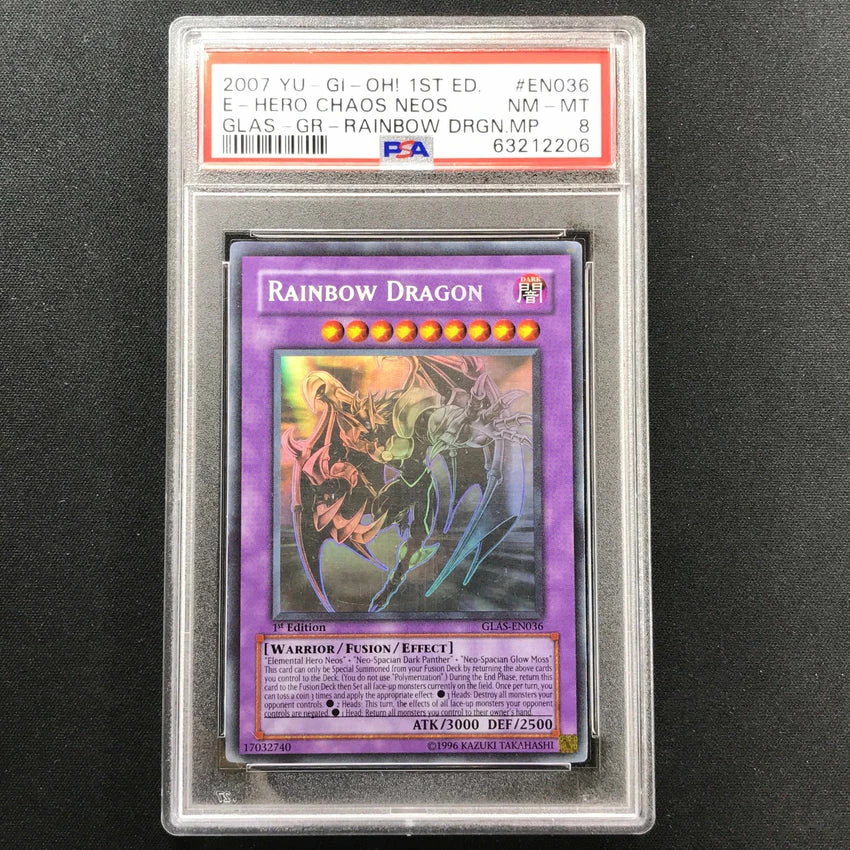 2007 YU-GI-OH! 1ST ED. #EN036
E-HERO CHAOS NEOS NM-MT
GLAS-GR-RAINBOW DRGN.MP 8
PSA 63212206
RAINBOW DRAGON
DARK
闇
1st Edition GLAS-EN036
[WARRIOR/FUSION/EFFECT]
"Elemental Hero Neos" + "Neo-Spacian Dark Panther" + "Neo-Spacian Glow Moss"
This card can only be Special Summoned from your Fusion Deck by returning the above cards
you control to the Deck. (You do not use "Polymerization".) During the End Phase, return this
card to the Fusion Deck then Set all face-up monsters currently on the field. Once per turn, you
can toss a coin 3 times and apply the appropriate effect: ● 3 Heads: Destroy all monsters your
opponent controls. ● 2 Heads: This turn, the effects of all face-up monsters your opponent
controls are negated. ● 1 Head: Return all monsters you control to their owner's hand.
ATK/3000 DEF/2500
17032740 ©1996 KAZUKI TAKAHASHI